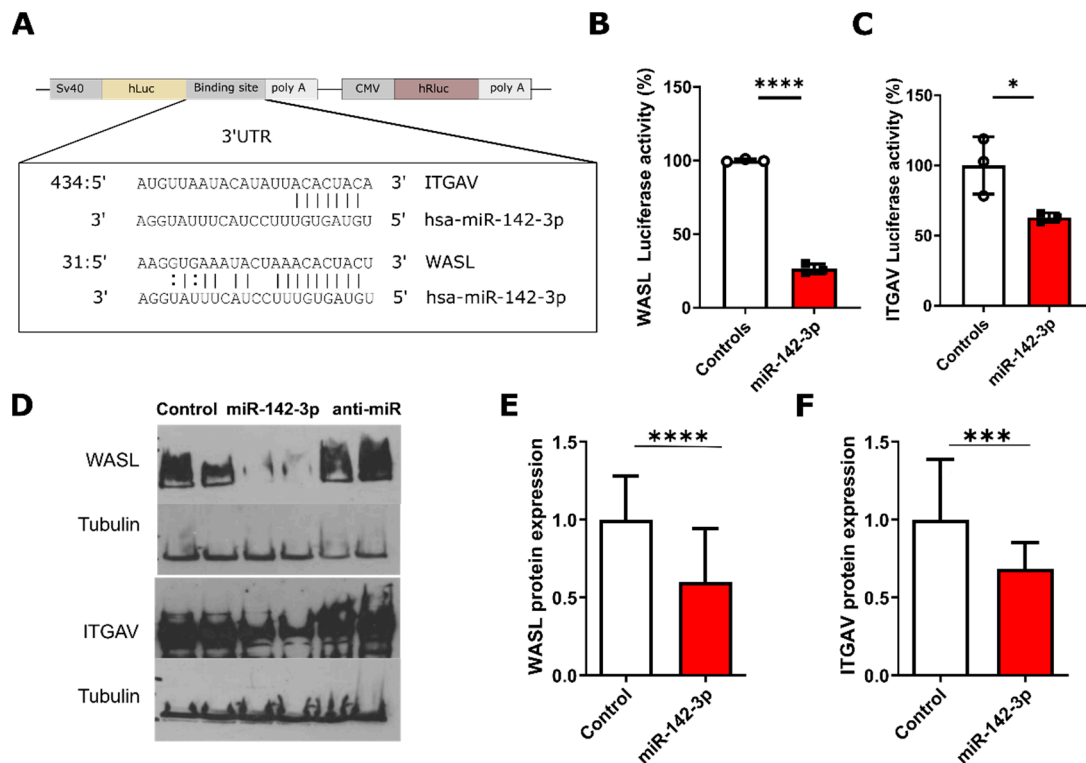 A
Sv40 hLuc Binding site poly A CMV hRluc poly A
3'UTR
434:5' AUGUUAAUACAUAUUACACUACA 3' ITGAV
3' AGGUAUUUCAUCCUUUGUGAUGU 5' hsa-miR-142-3p
31:5' AAGGUGAAAUACUAAACACUACU 3' WASL
3' AGGUAUUUCAUCCUUUGUGAUGU 5' hsa-miR-142-3p
B
WASL Luciferase activity (%)
150
100
50
0
****
Controls
miR-142-3p
C
ITGAV Luciferase activity (%)
150
100
50
0
*
Controls
miR-142-3p
D
Control miR-142-3p anti-miR
WASL
Tubulin
ITGAV
Tubulin
E
WASL protein expression
1.5
1.0
0.5
0.0
****
Control
miR-142-3p
F
ITGAV protein expression
1.5
1.0
0.5
0.0
***
Control
miR-142-3p